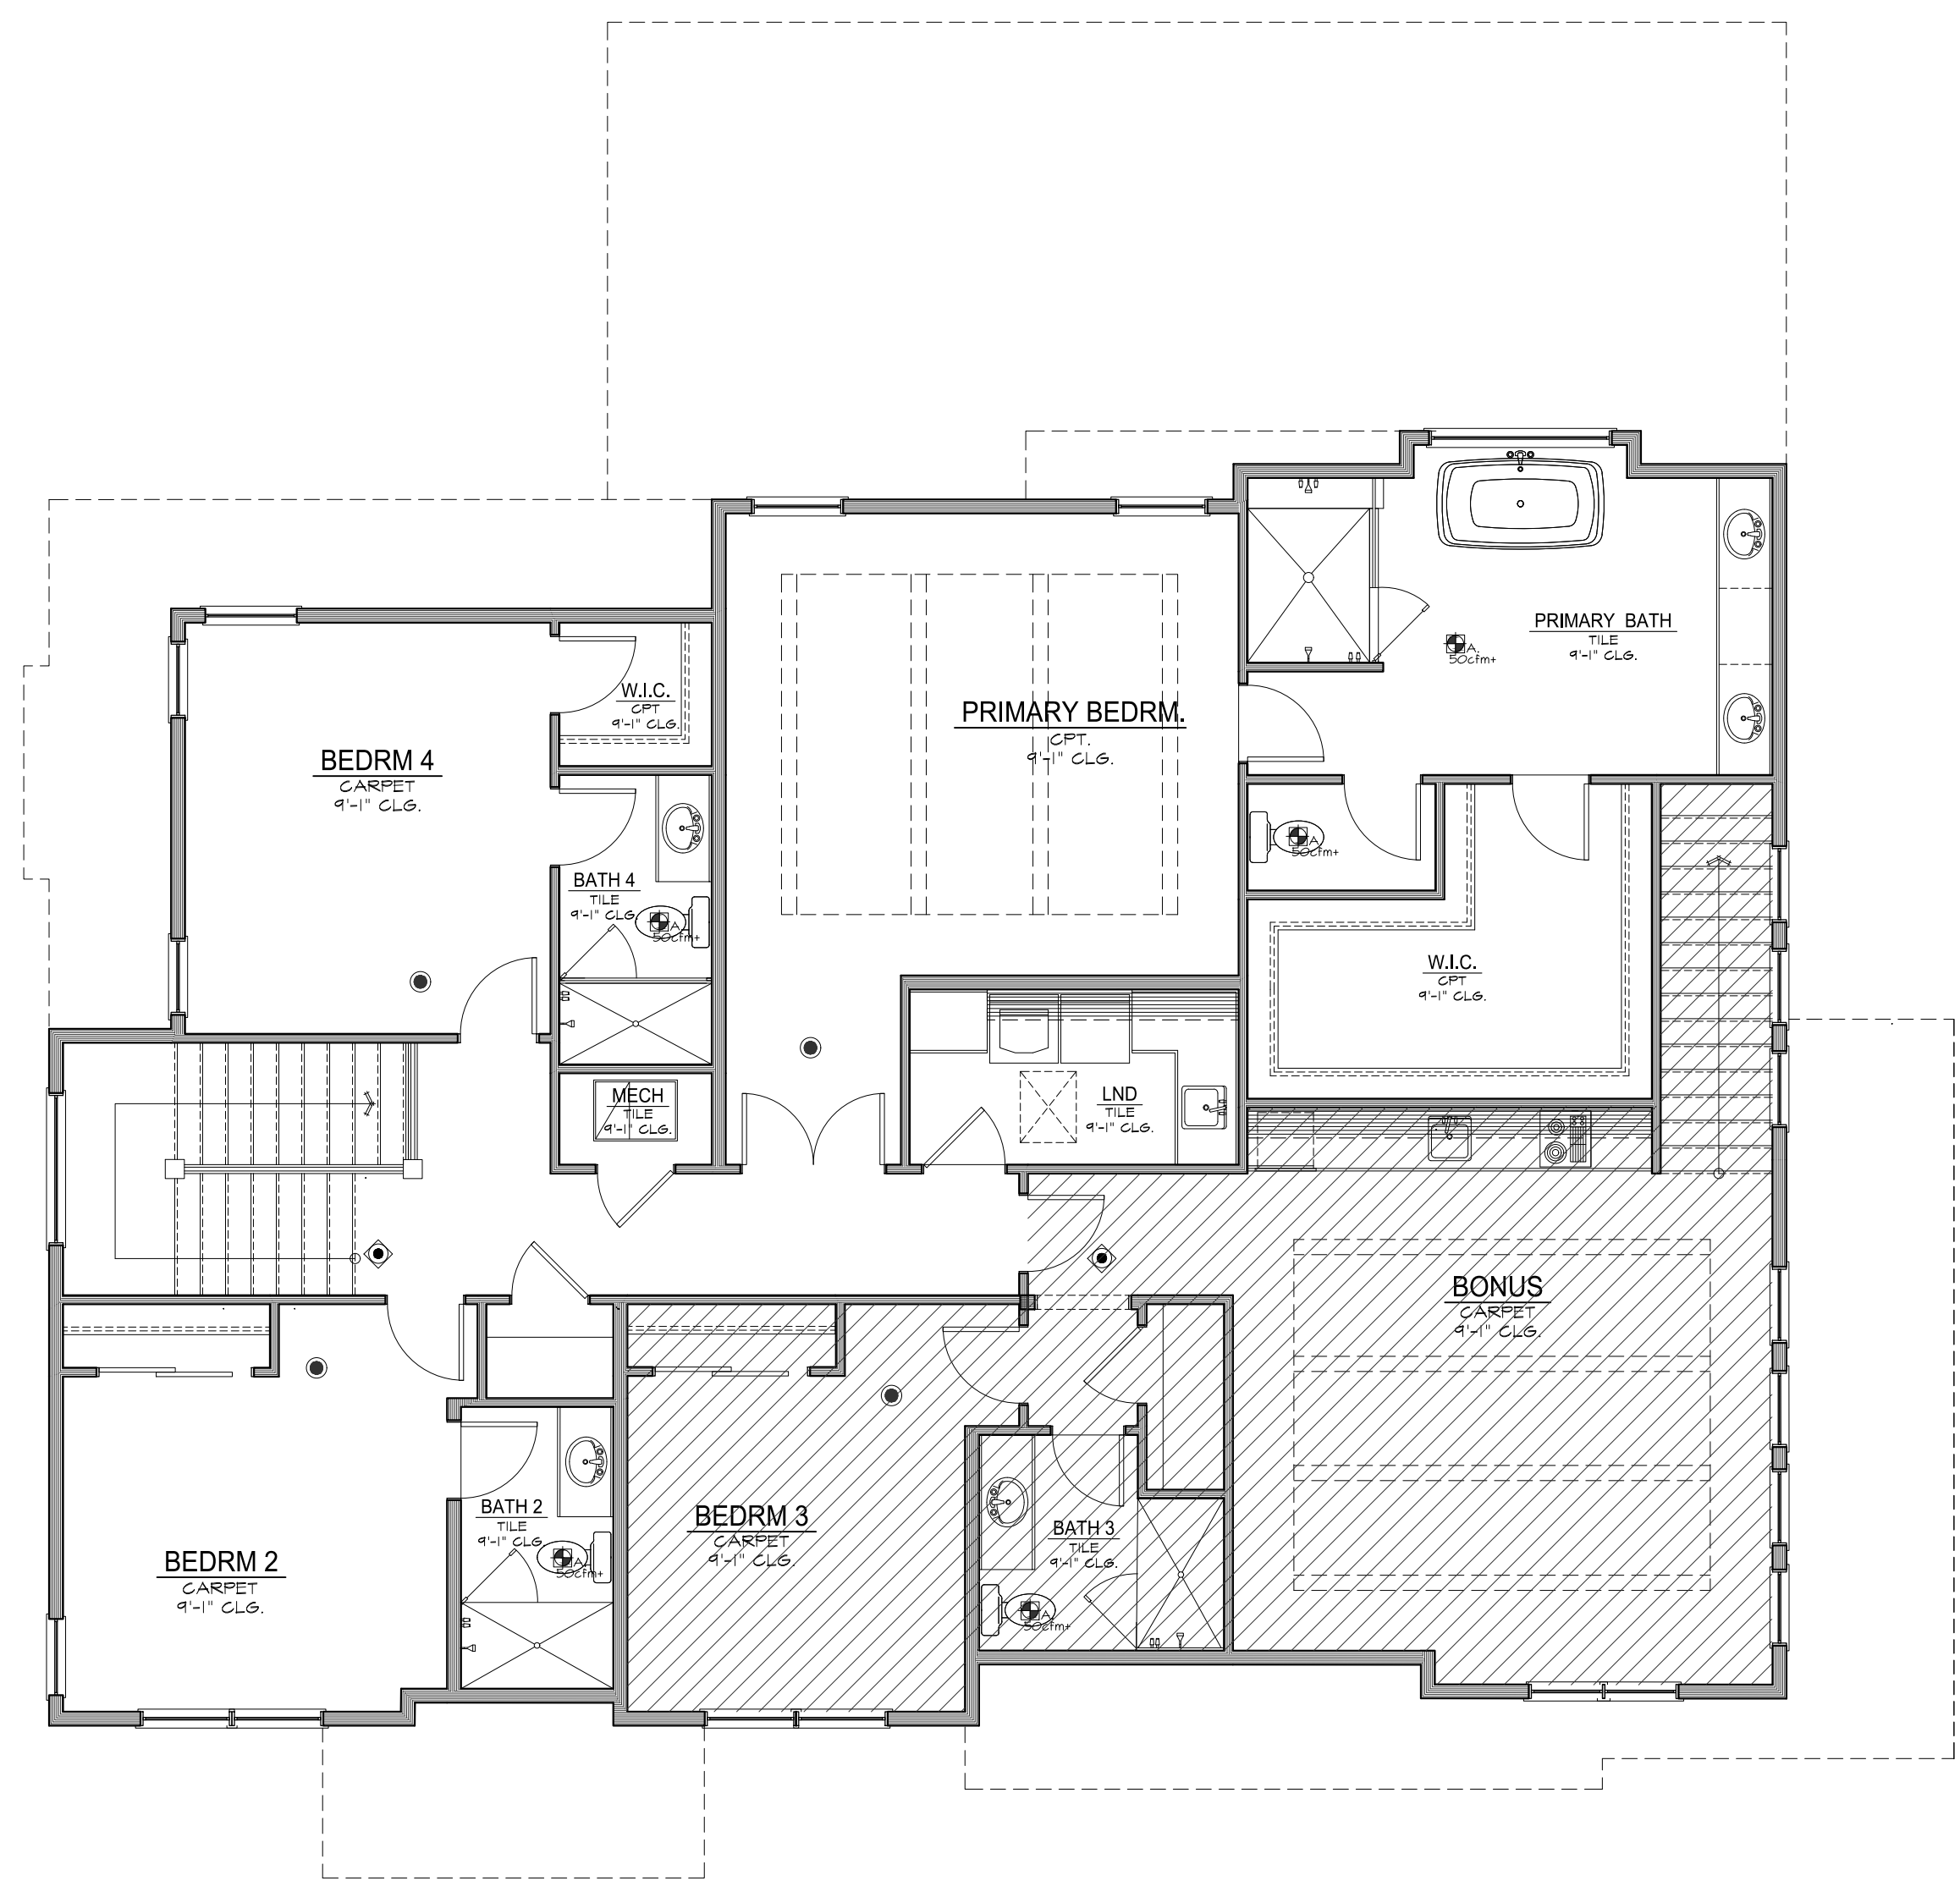 PRIMARY BATH
TILE
9'-1" CLG.
A.
50cfm+
W.I.C.
CPT
9'-1" CLG.
PRIMARY BEDRM.
CPT.
9'-1" CLG.
BEDRM 4
CARPET
9'-1" CLG.
A.
50cfm+
BATH 4
TILE
9'-1" CLG.
A.
50cfm+
W.I.C.
CPT
9'-1" CLG.
MECH
TILE
9'-1" CLG.
LND
TILE
9'-1" CLG.
BONUS
CARPET
9'-1" CLG.
BATH 2
TILE
9'-1" CLG.
A.
50cfm+
BEDRM 3
CARPET
9'-1" CLG.
BATH 3
TILE
9'-1" CLG.
A.
50cfm+
BEDRM 2
CARPET
9'-1" CLG.